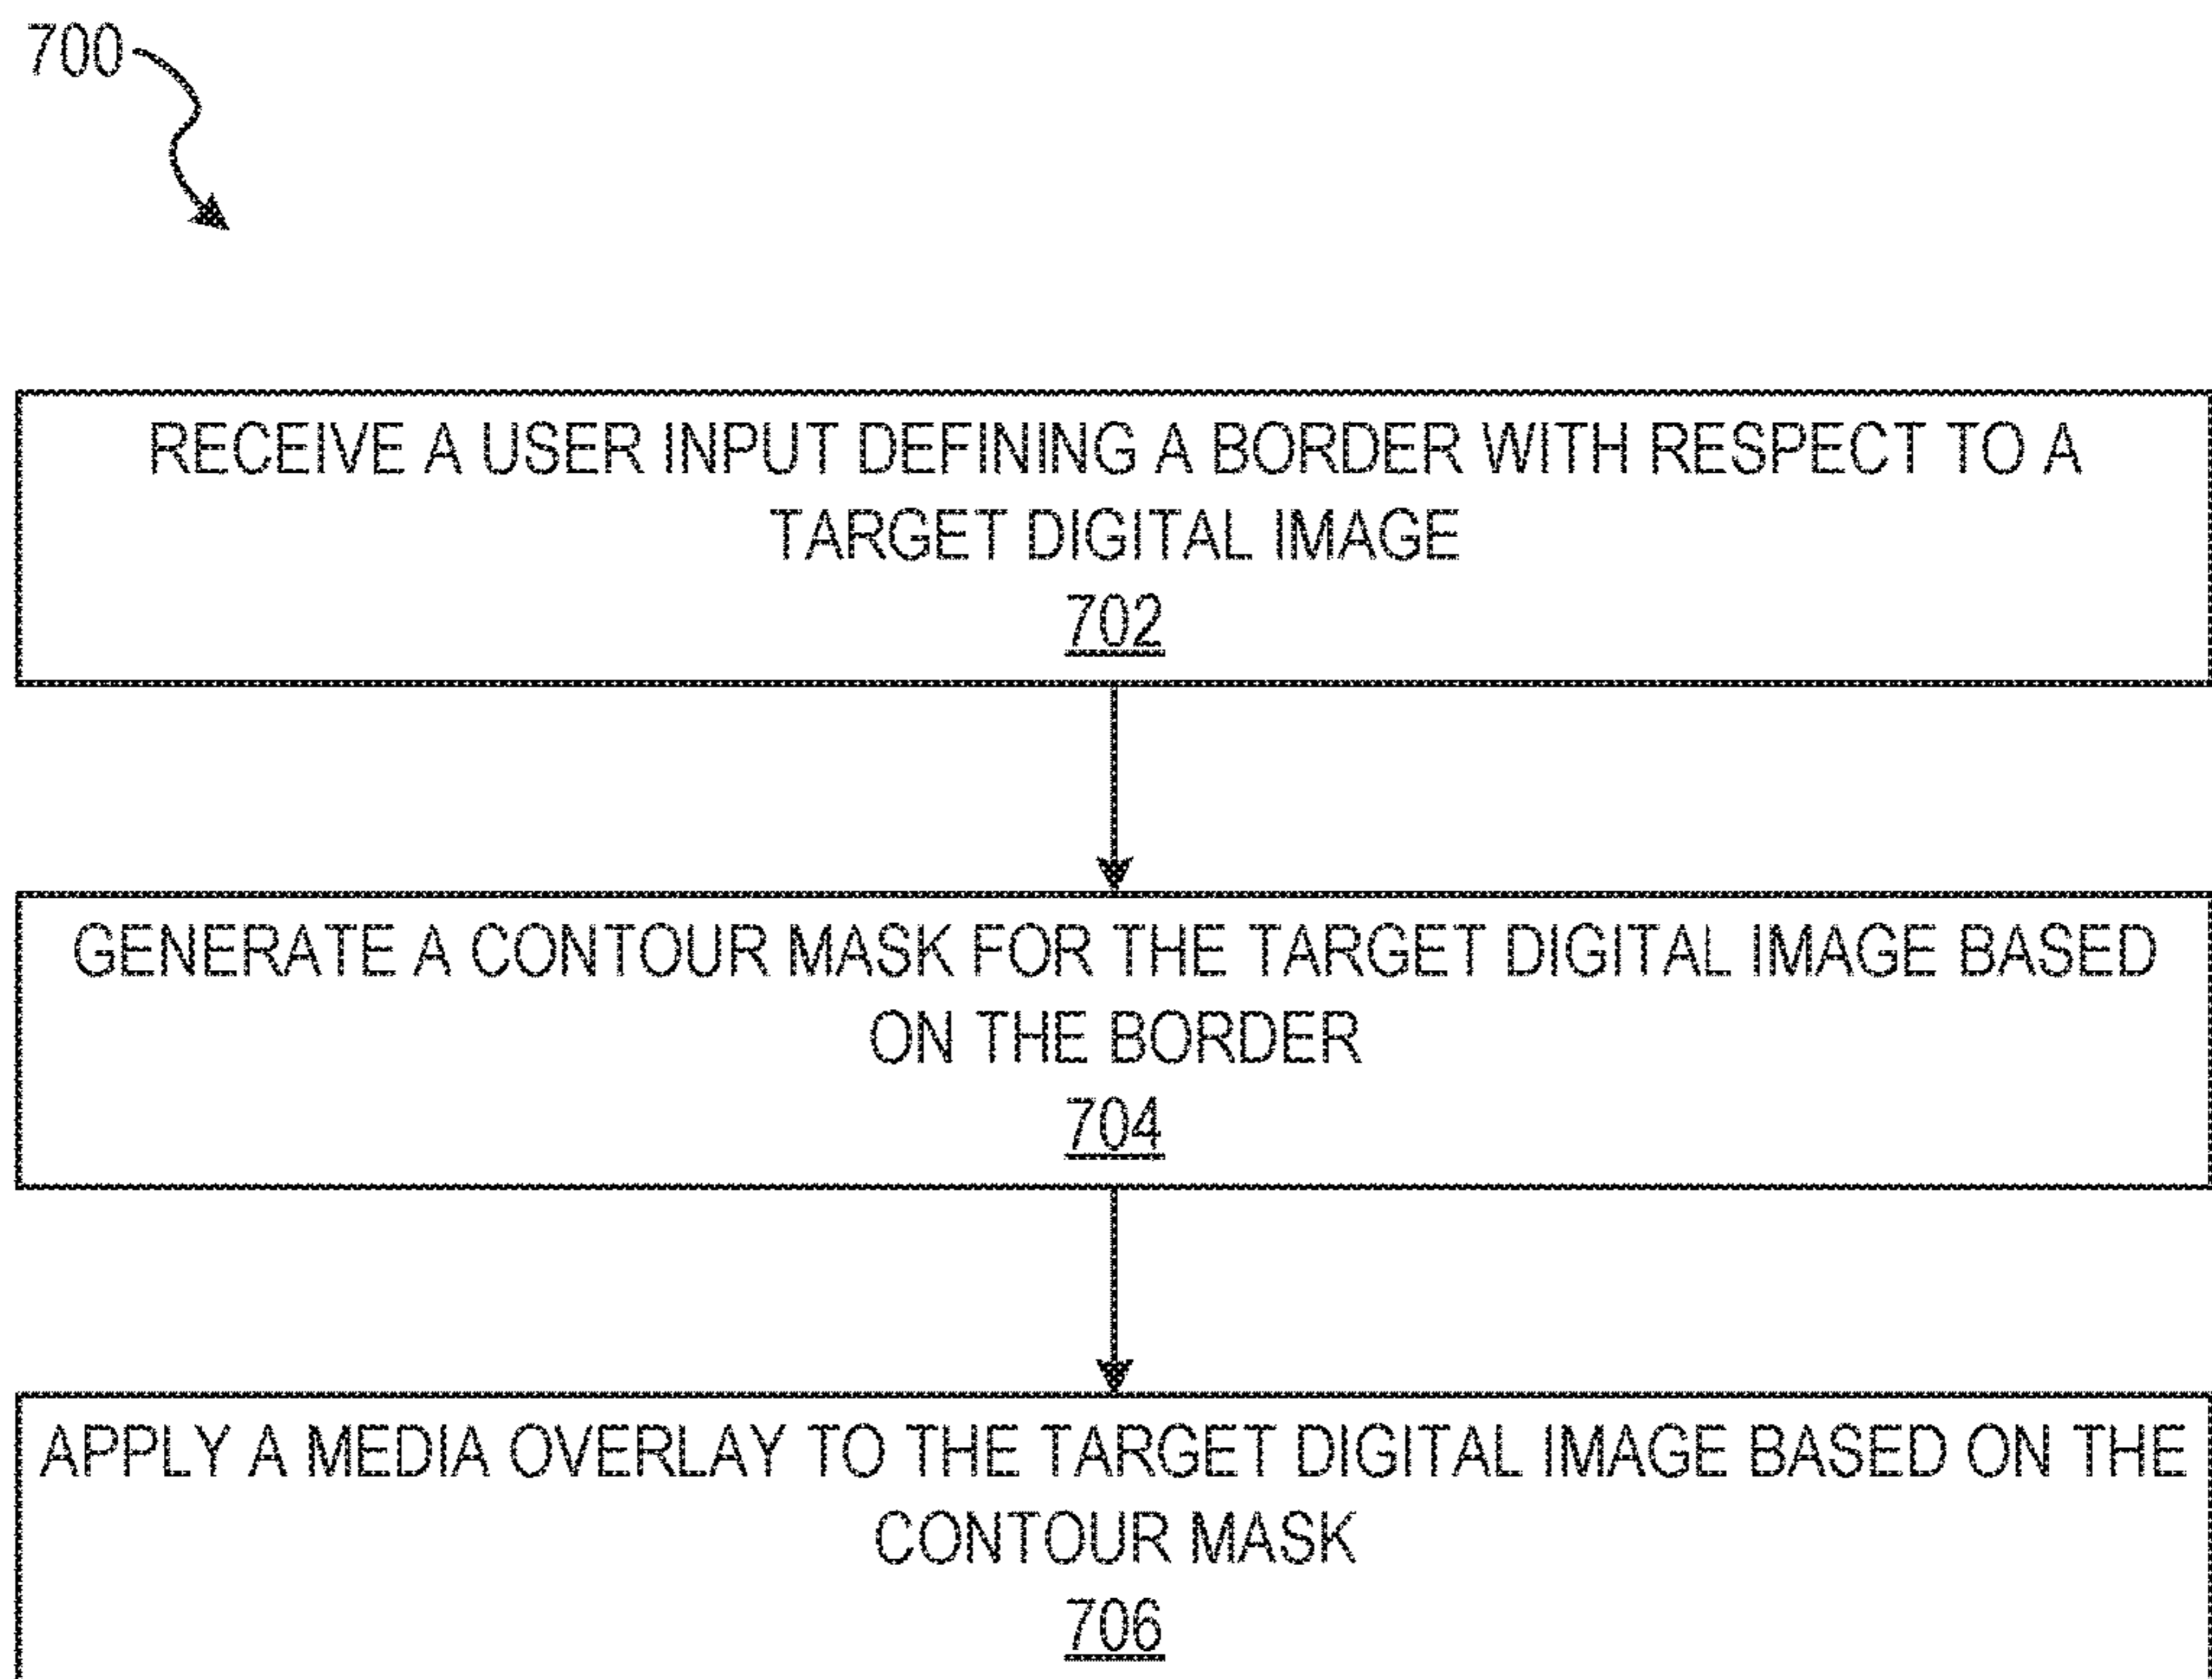 700
RECEIVE A USER INPUT DEFINING A BORDER WITH RESPECT TO A
TARGET DIGITAL IMAGE
702
GENERATE A CONTOUR MASK FOR THE TARGET DIGITAL IMAGE BASED
ON THE BORDER
704
APPLY A MEDIA OVERLAY TO THE TARGET DIGITAL IMAGE BASED ON THE
CONTOUR MASK
706